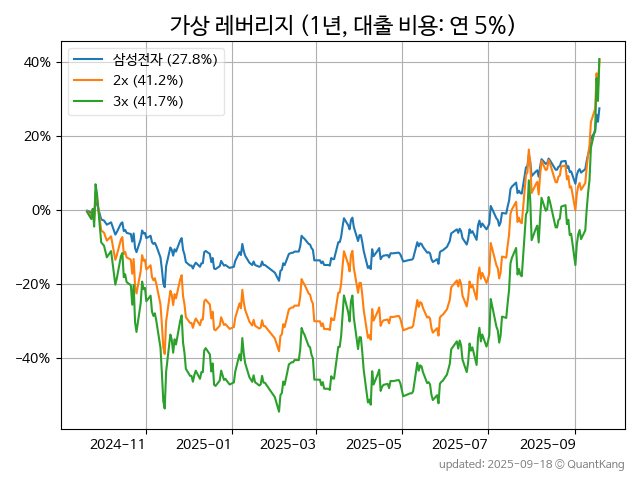 가상 레버리지 (1년, 대출 비용: 연 5%)
삼성전자 (27.8%)
2x (41.2%)
3x (41.7%)
40%
20%
0%
−20%
−40%
2024-11 2025-01 2025-03 2025-05 2025-07 2025-09
updated: 2025-09-18 © QuantKang